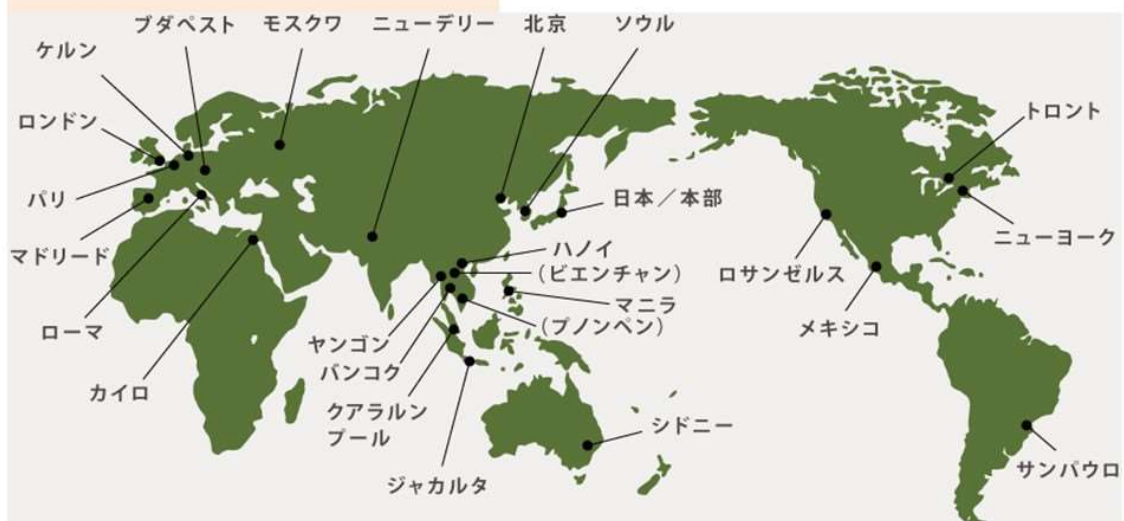 ブダペスト
モスクワ
ニューデリー
北京
ソウル
ケルン
ロンドン
トロント
パリ
日本／本部
マドリード
ハノイ
ニューヨーク
（ビエンチャン）
ロサンゼルス
マニラ
ローマ
（プノンペン）
メキシコ
ヤンゴン
バンコク
カイロ
クアラルン
プール
シドニー
サンパウロ
ジャカルタ